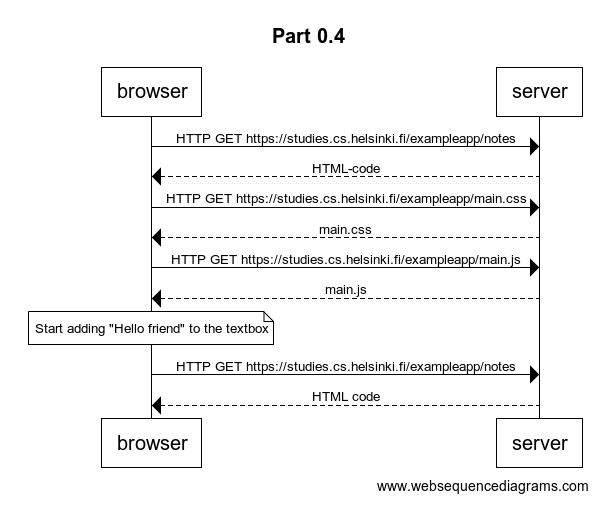 Part 0.4
browser
server
HTTP GET https://studies.cs.helsinki.fi/exampleapp/notes
HTML-code
HTTP GET https://studies.cs.helsinki.fi/exampleapp/main.css
main.css
HTTP GET https://studies.cs.helsinki.fi/exampleapp/main.js
main.js
Start adding "Hello friend" to the textbox
HTTP GET https://studies.cs.helsinki.fi/exampleapp/notes
HTML code
browser
server
www.websequencediagrams.com